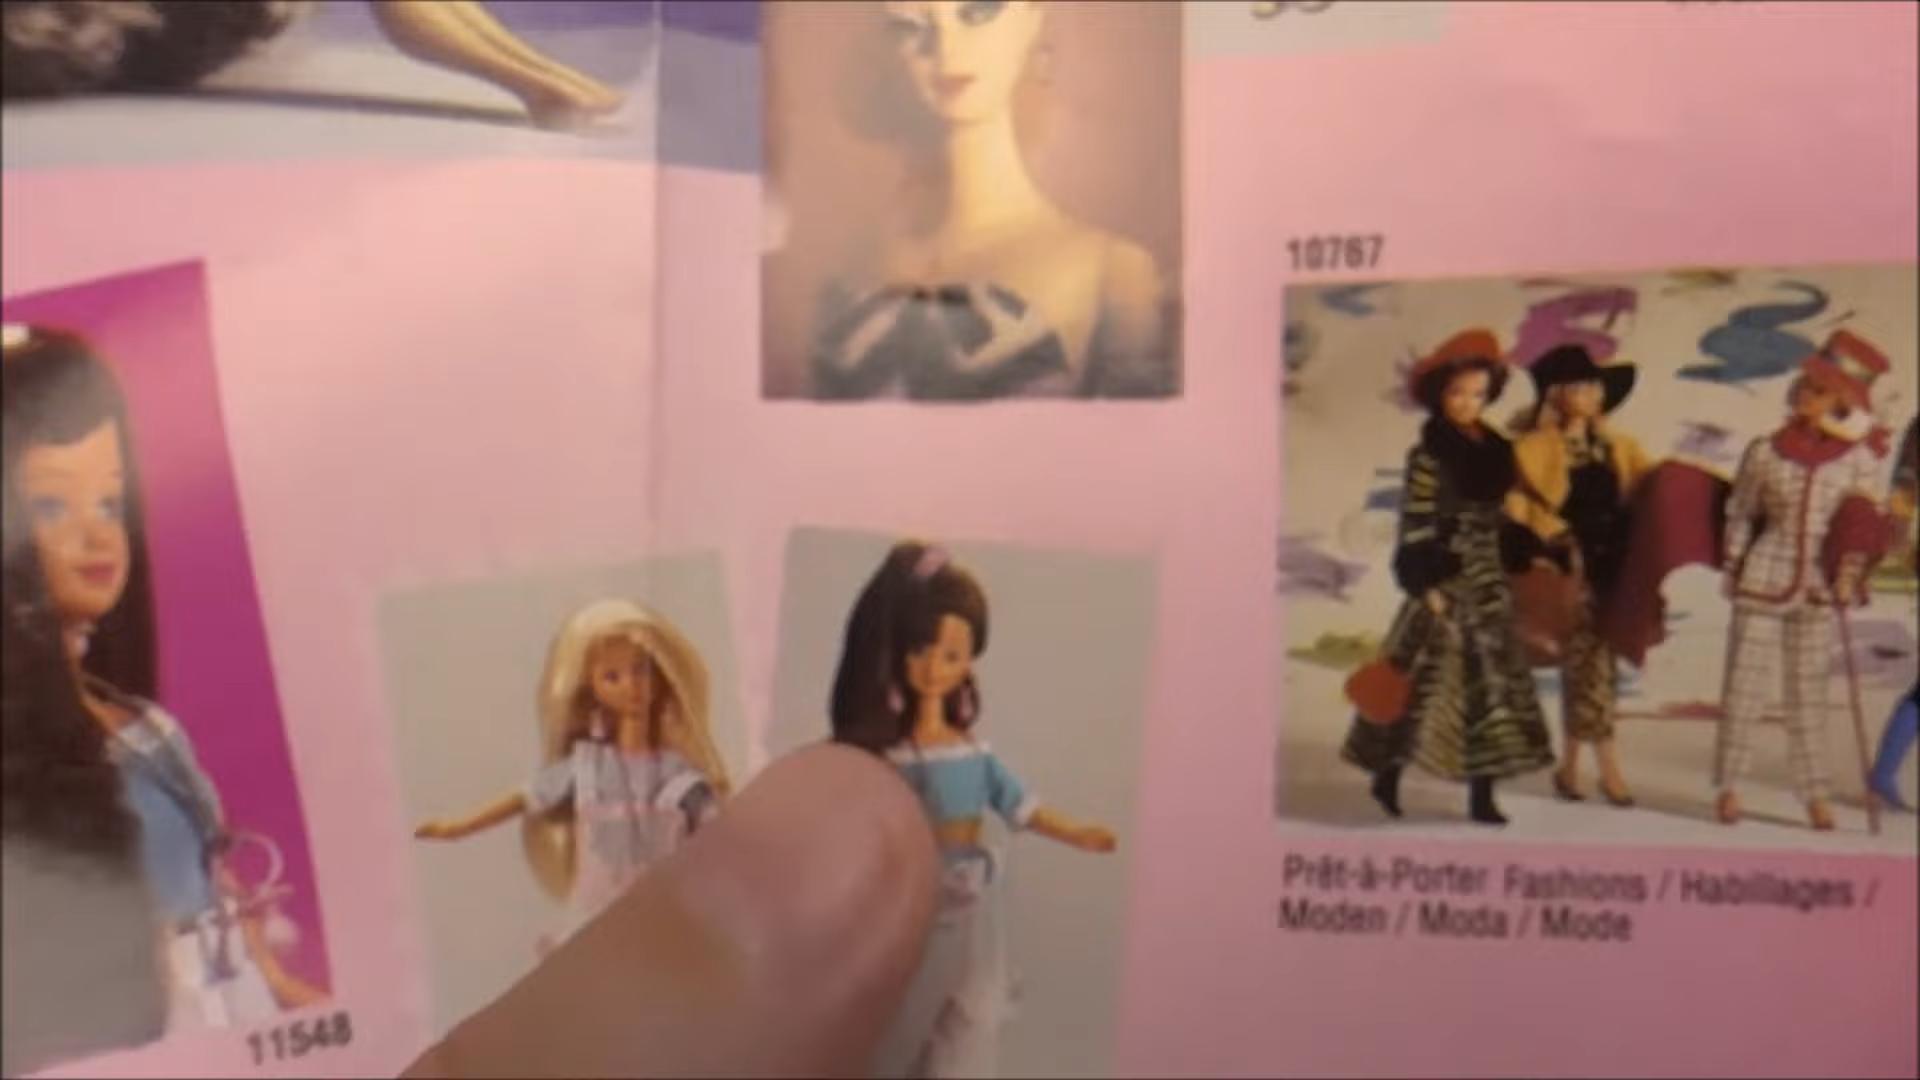 10767
Prêt-à-Porter Fashions / Habillages /
Moden / Moda / Mode
11548